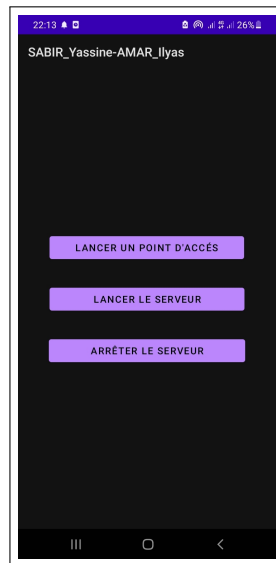 22:13 26%
SABIR_Yassine-AMAR_Ilyas
LANCER UN POINT D'ACCÉS
LANCER LE SERVEUR
ARRÊTER LE SERVEUR